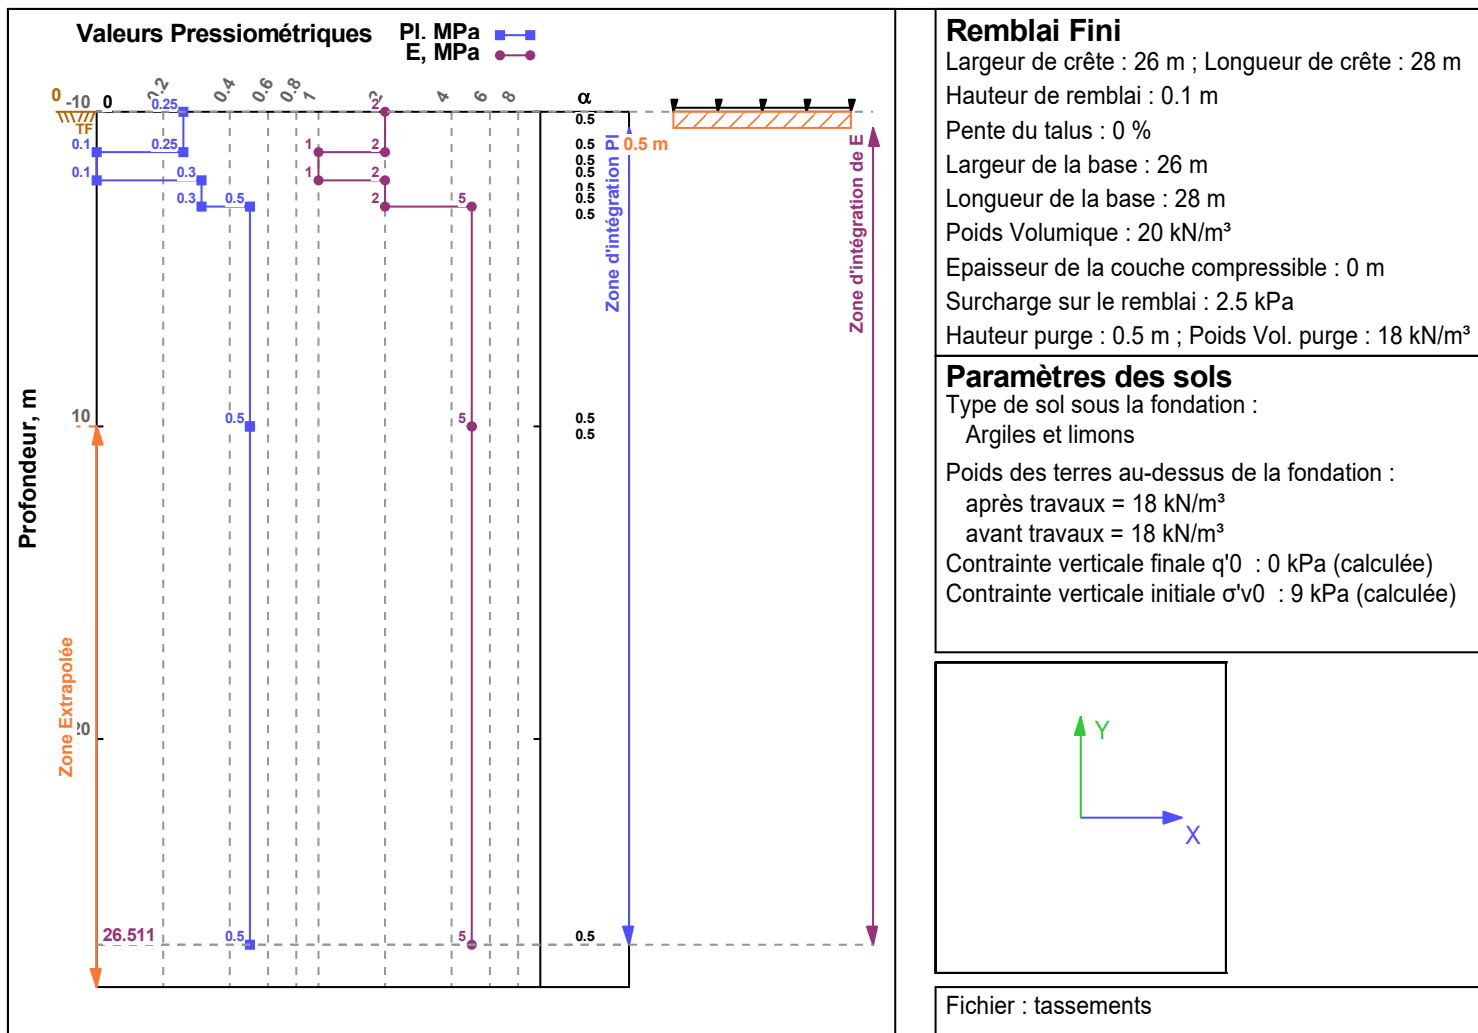 Valeurs Pressiométriques
Pl, MPa
E, MPa
0.2 0.4 0.6 0.8 1 2 4 6 8
α
0 -10 0
TF
0.25 2 0.5
0.1 0.25 1 2 0.5
0.5 m
0.5
0.1 0.3 1 2 0.5
0.5
0.3 0.5 2 5 0.5
0.5
Zone d'intégration Pl
Zone d'intégration de E
Profondeur, m
10 0.5 5 0.5
0.5
Zone Extrapolée
20
26.511 0.5 5 0.5
Remblai Fini
Largeur de crête : 26 m ; Longueur de crête : 28 m
Hauteur de remblai : 0.1 m
Pente du talus : 0 %
Largeur de la base : 26 m
Longueur de la base : 28 m
Poids Volumique : 20 kN/m³
Epaisseur de la couche compressible : 0 m
Surcharge sur le remblai : 2.5 kPa
Hauteur purge : 0.5 m ; Poids Vol. purge : 18 kN/m³
Paramètres des sols
Type de sol sous la fondation :
Argiles et limons
Poids des terres au-dessus de la fondation :
après travaux = 18 kN/m³
avant travaux = 18 kN/m³
Contrainte verticale finale q'0 : 0 kPa (calculée)
Contrainte verticale initiale σ'v0 : 9 kPa (calculée)
Y
X
Fichier : tassements